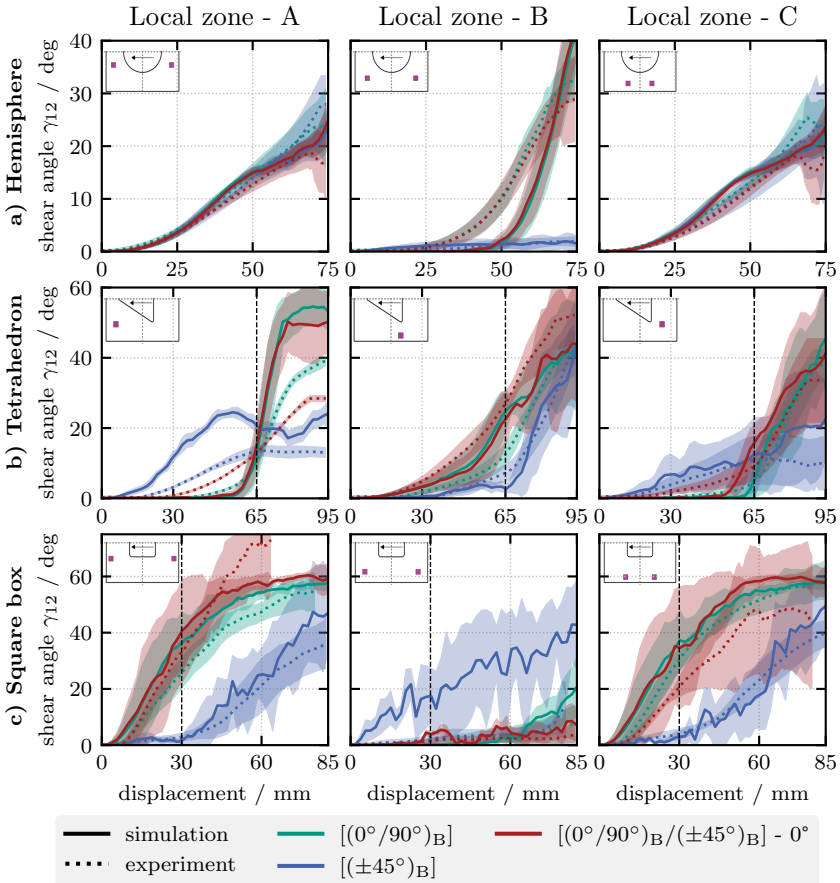 Local zone - A
Local zone - B
Local zone - C
a) Hemisphere
shear angle γ12 / deg
40
30
20
10
0
0 25 50 75
0 25 50 75
0 25 50 75
b) Tetrahedron
shear angle γ12 / deg
60
40
20
0
0 30 65 95
0 30 65 95
0 30 65 95
c) Square box
shear angle γ12 / deg
60
40
20
0
0 30 60 85
0 30 60 85
0 30 60 85
displacement / mm
displacement / mm
displacement / mm
simulation
experiment
[(0°/90°)B]
[(±45°)B]
[(0°/90°)B/(±45°)B] - 0°